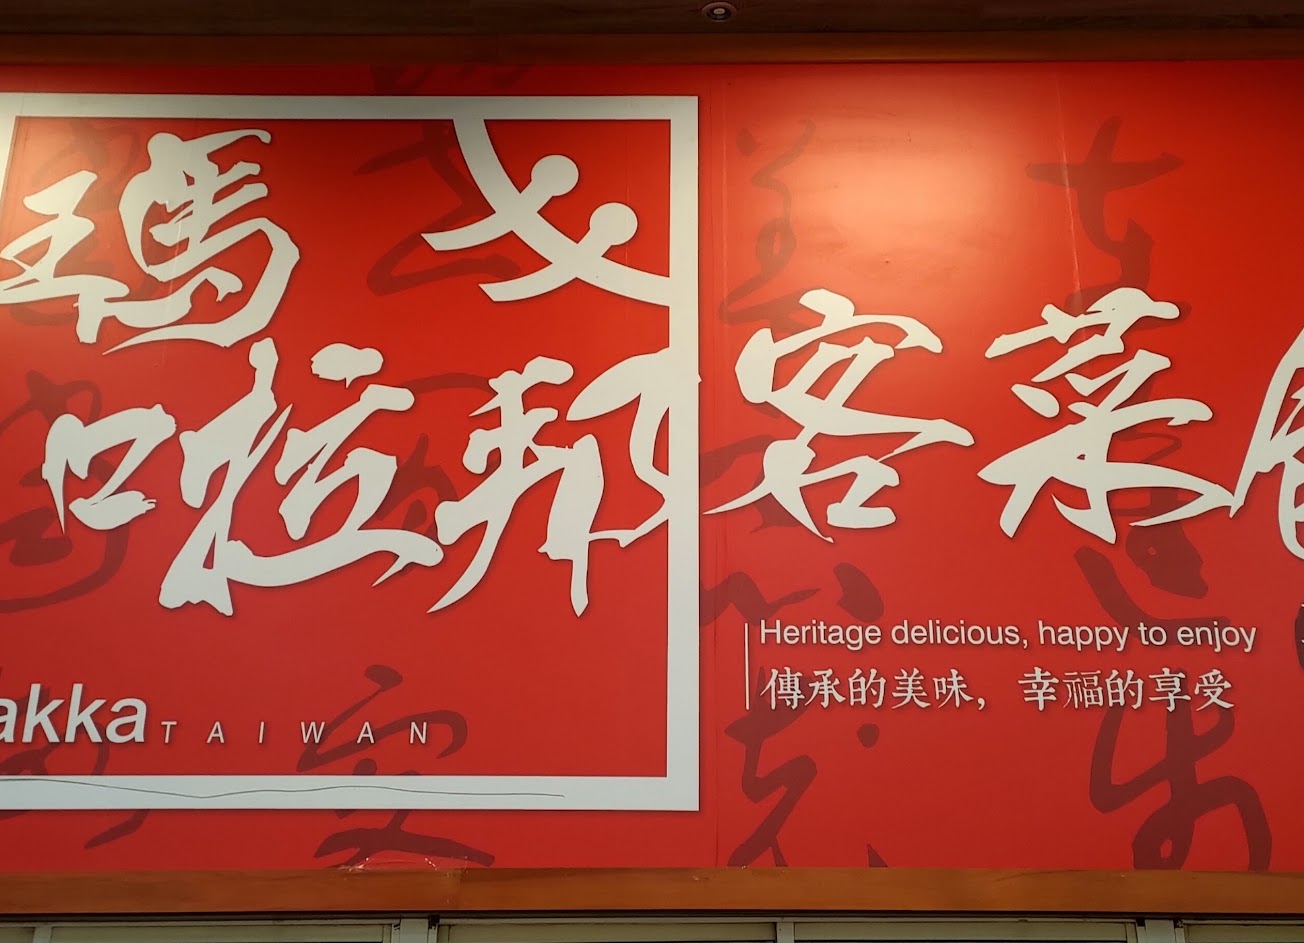 瑪
啦邦
akka TAIWAN
客菜
Heritage delicious, happy to enjoy
傳承的美味，幸福的享受